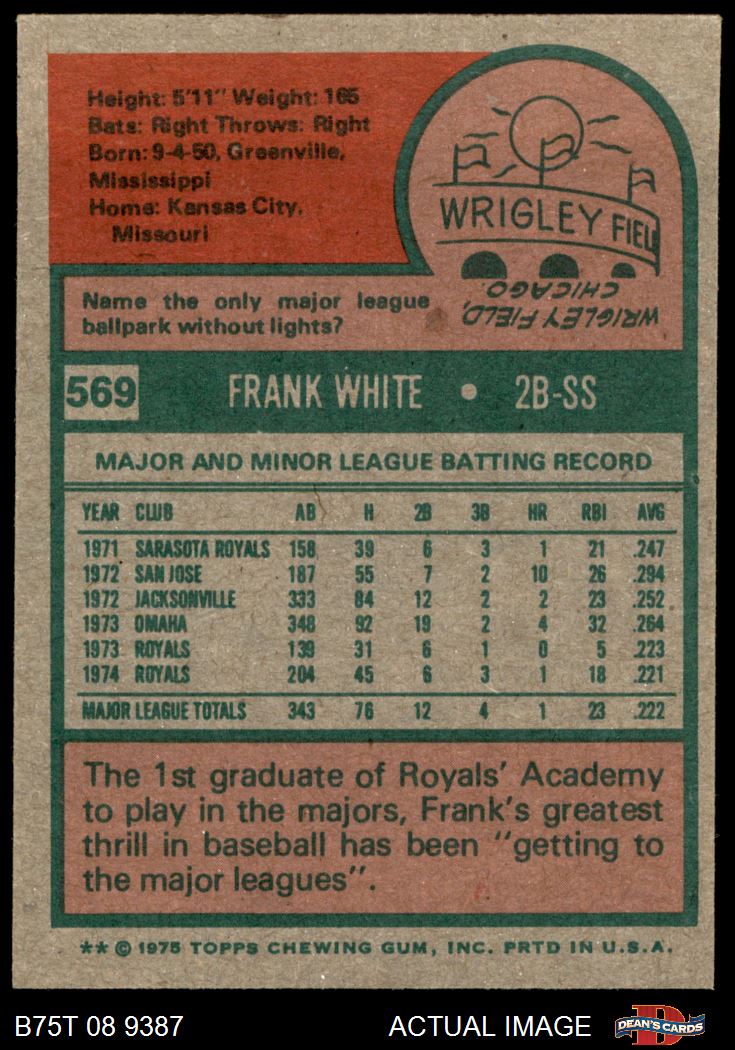 Height: 5'11" Weight: 165
Bats: Right Throws: Right
Born: 9-4-50, Greenville,
Mississippi
Home: Kansas City,
Missouri
WRIGLEY FIEL
WRIGLEY FIELD,
CHICAGO.
Name the only major league
ballpark without lights?
569 FRANK WHITE • 2B-SS
MAJOR AND MINOR LEAGUE BATTING RECORD
YEAR CLUB AB H 2B 3B HR RBI AVG
1971 SARASOTA ROYALS 158 39 6 3 1 21 .247
1972 SAN JOSE 187 55 7 2 10 26 .294
1972 JACKSONVILLE 333 84 12 2 2 23 .252
1973 OMAHA 348 92 19 2 4 32 .264
1973 ROYALS 139 31 6 1 0 5 .223
1974 ROYALS 204 45 6 3 1 18 .221
MAJOR LEAGUE TOTALS 343 76 12 4 1 23 .222
The 1st graduate of Royals' Academy
to play in the majors, Frank's greatest
thrill in baseball has been "getting to
the major leagues".
** © 1975 TOPPS CHEWING GUM, INC. PRTD IN U.S.A.
B75T 08 9387 ACTUAL IMAGE D DEAN'S CARDS